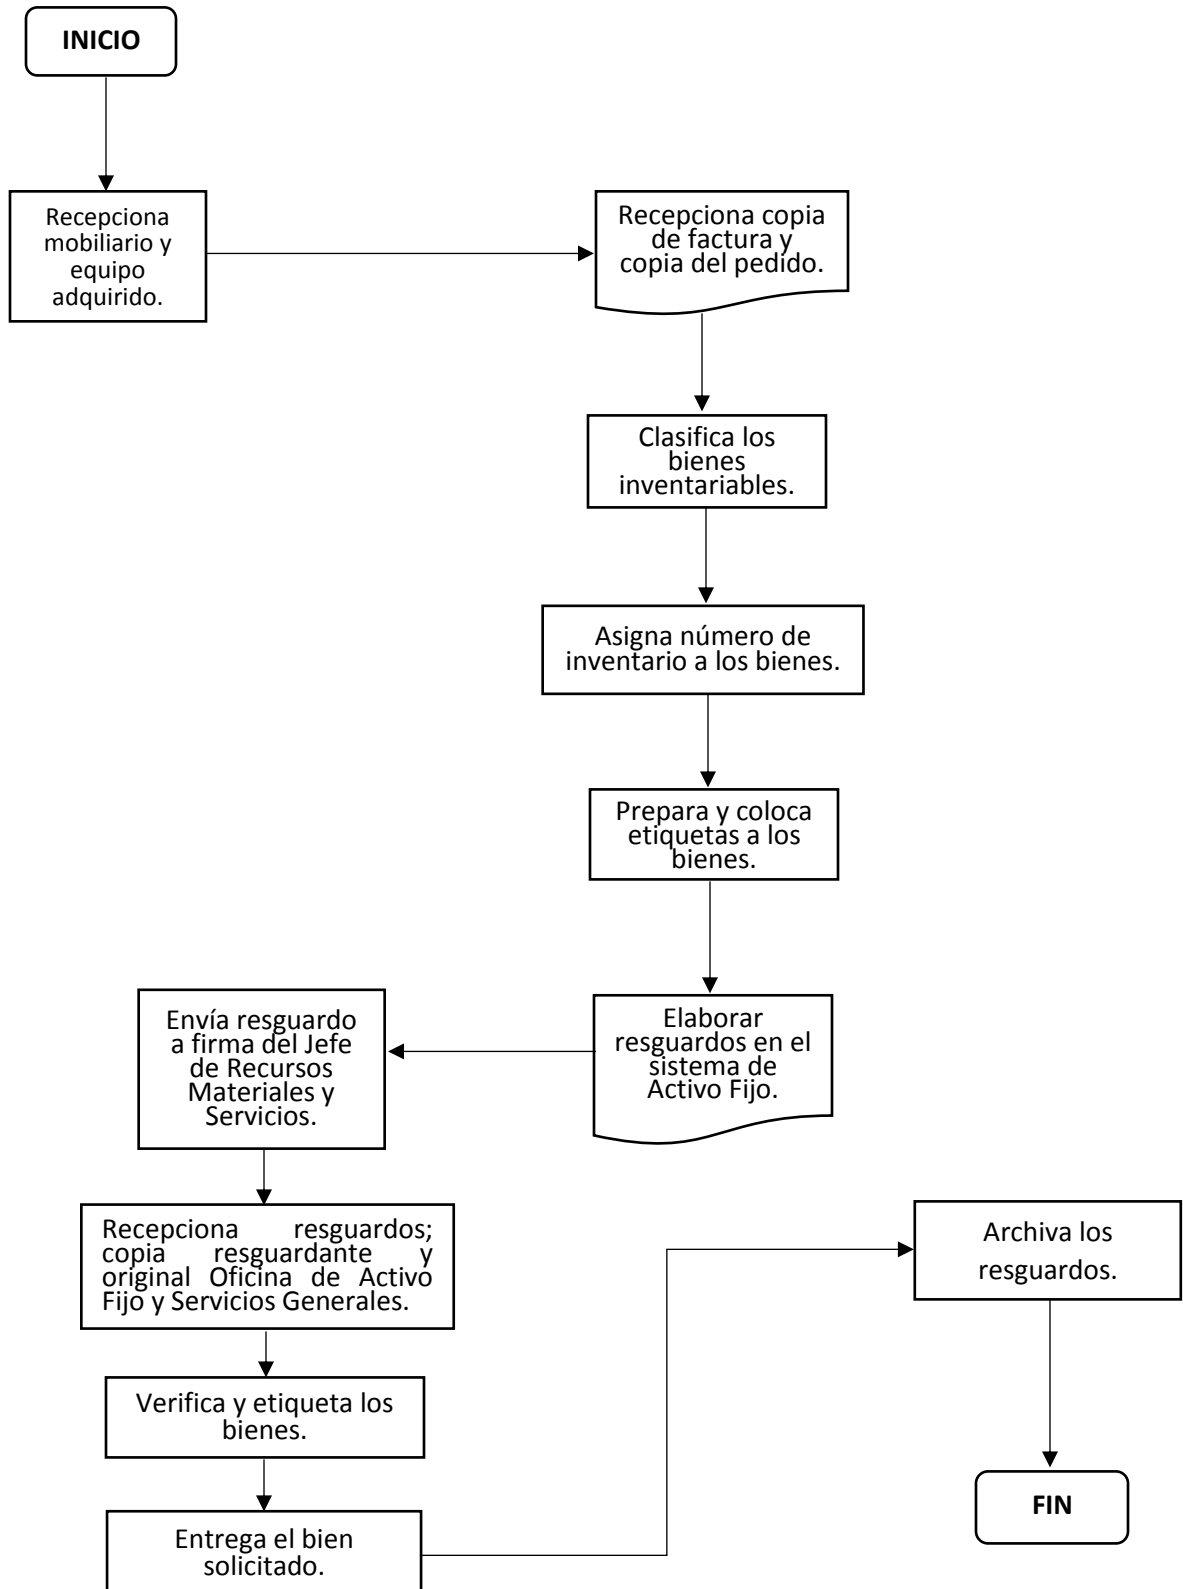 INICIO
Recepciona
mobiliario y
equipo
adquirido.
Recepciona copia
de factura y
copia del pedido.
Clasifica los
bienes
inventariables.
Asigna número de
inventario a los bienes.
Prepara y coloca
etiquetas a los
bienes.
Elaborar
resguardos en el
sistema de
Activo Fijo.
Envía resguardo
a firma del Jefe
de Recursos
Materiales y
Servicios.
Recepciona resguardos;
copia resguardante y
original Oficina de Activo
Fijo y Servicios Generales.
Verifica y etiqueta los
bienes.
Entrega el bien
solicitado.
Archiva los
resguardos.
FIN